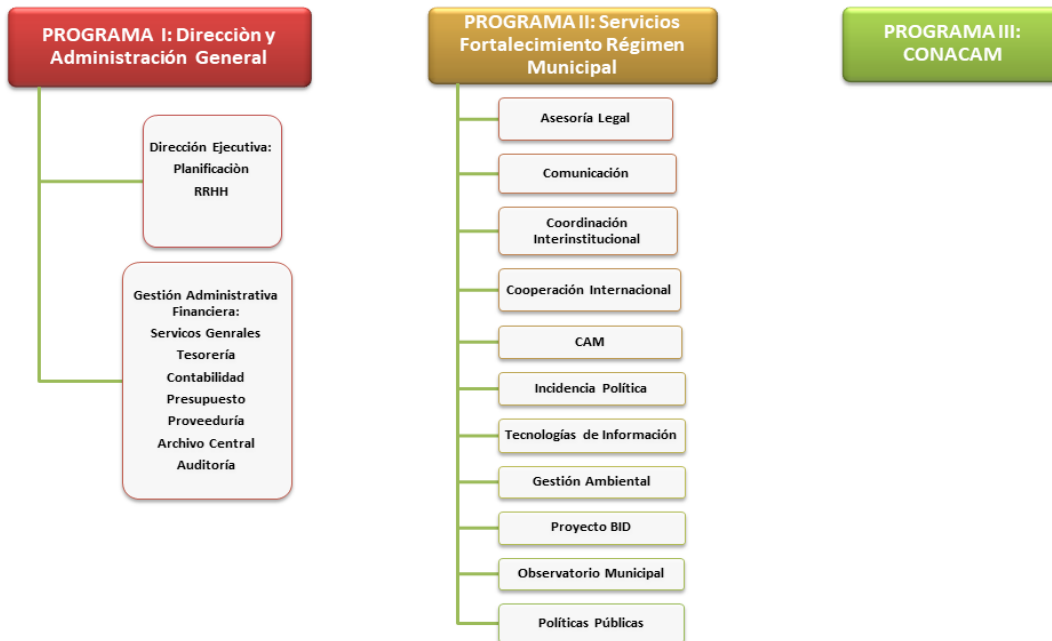 PROGRAMA I: Direcciòn y
Administración General
Dirección Ejecutiva:
Planificaciòn
RRHH
Gestión Administrativa
Financiera:
Servicos Genrales
Tesorería
Contabilidad
Presupuesto
Proveeduría
Archivo Central
Auditoría
PROGRAMA II: Servicios
Fortalecimiento Régimen
Municipal
Asesoría Legal
Comunicación
Coordinación
Interinstitucional
Cooperación Internacional
CAM
Incidencia Política
Tecnologías de Información
Gestión Ambiental
Proyecto BID
Observatorio Municipal
Políticas Públicas
PROGRAMA III:
CONACAM